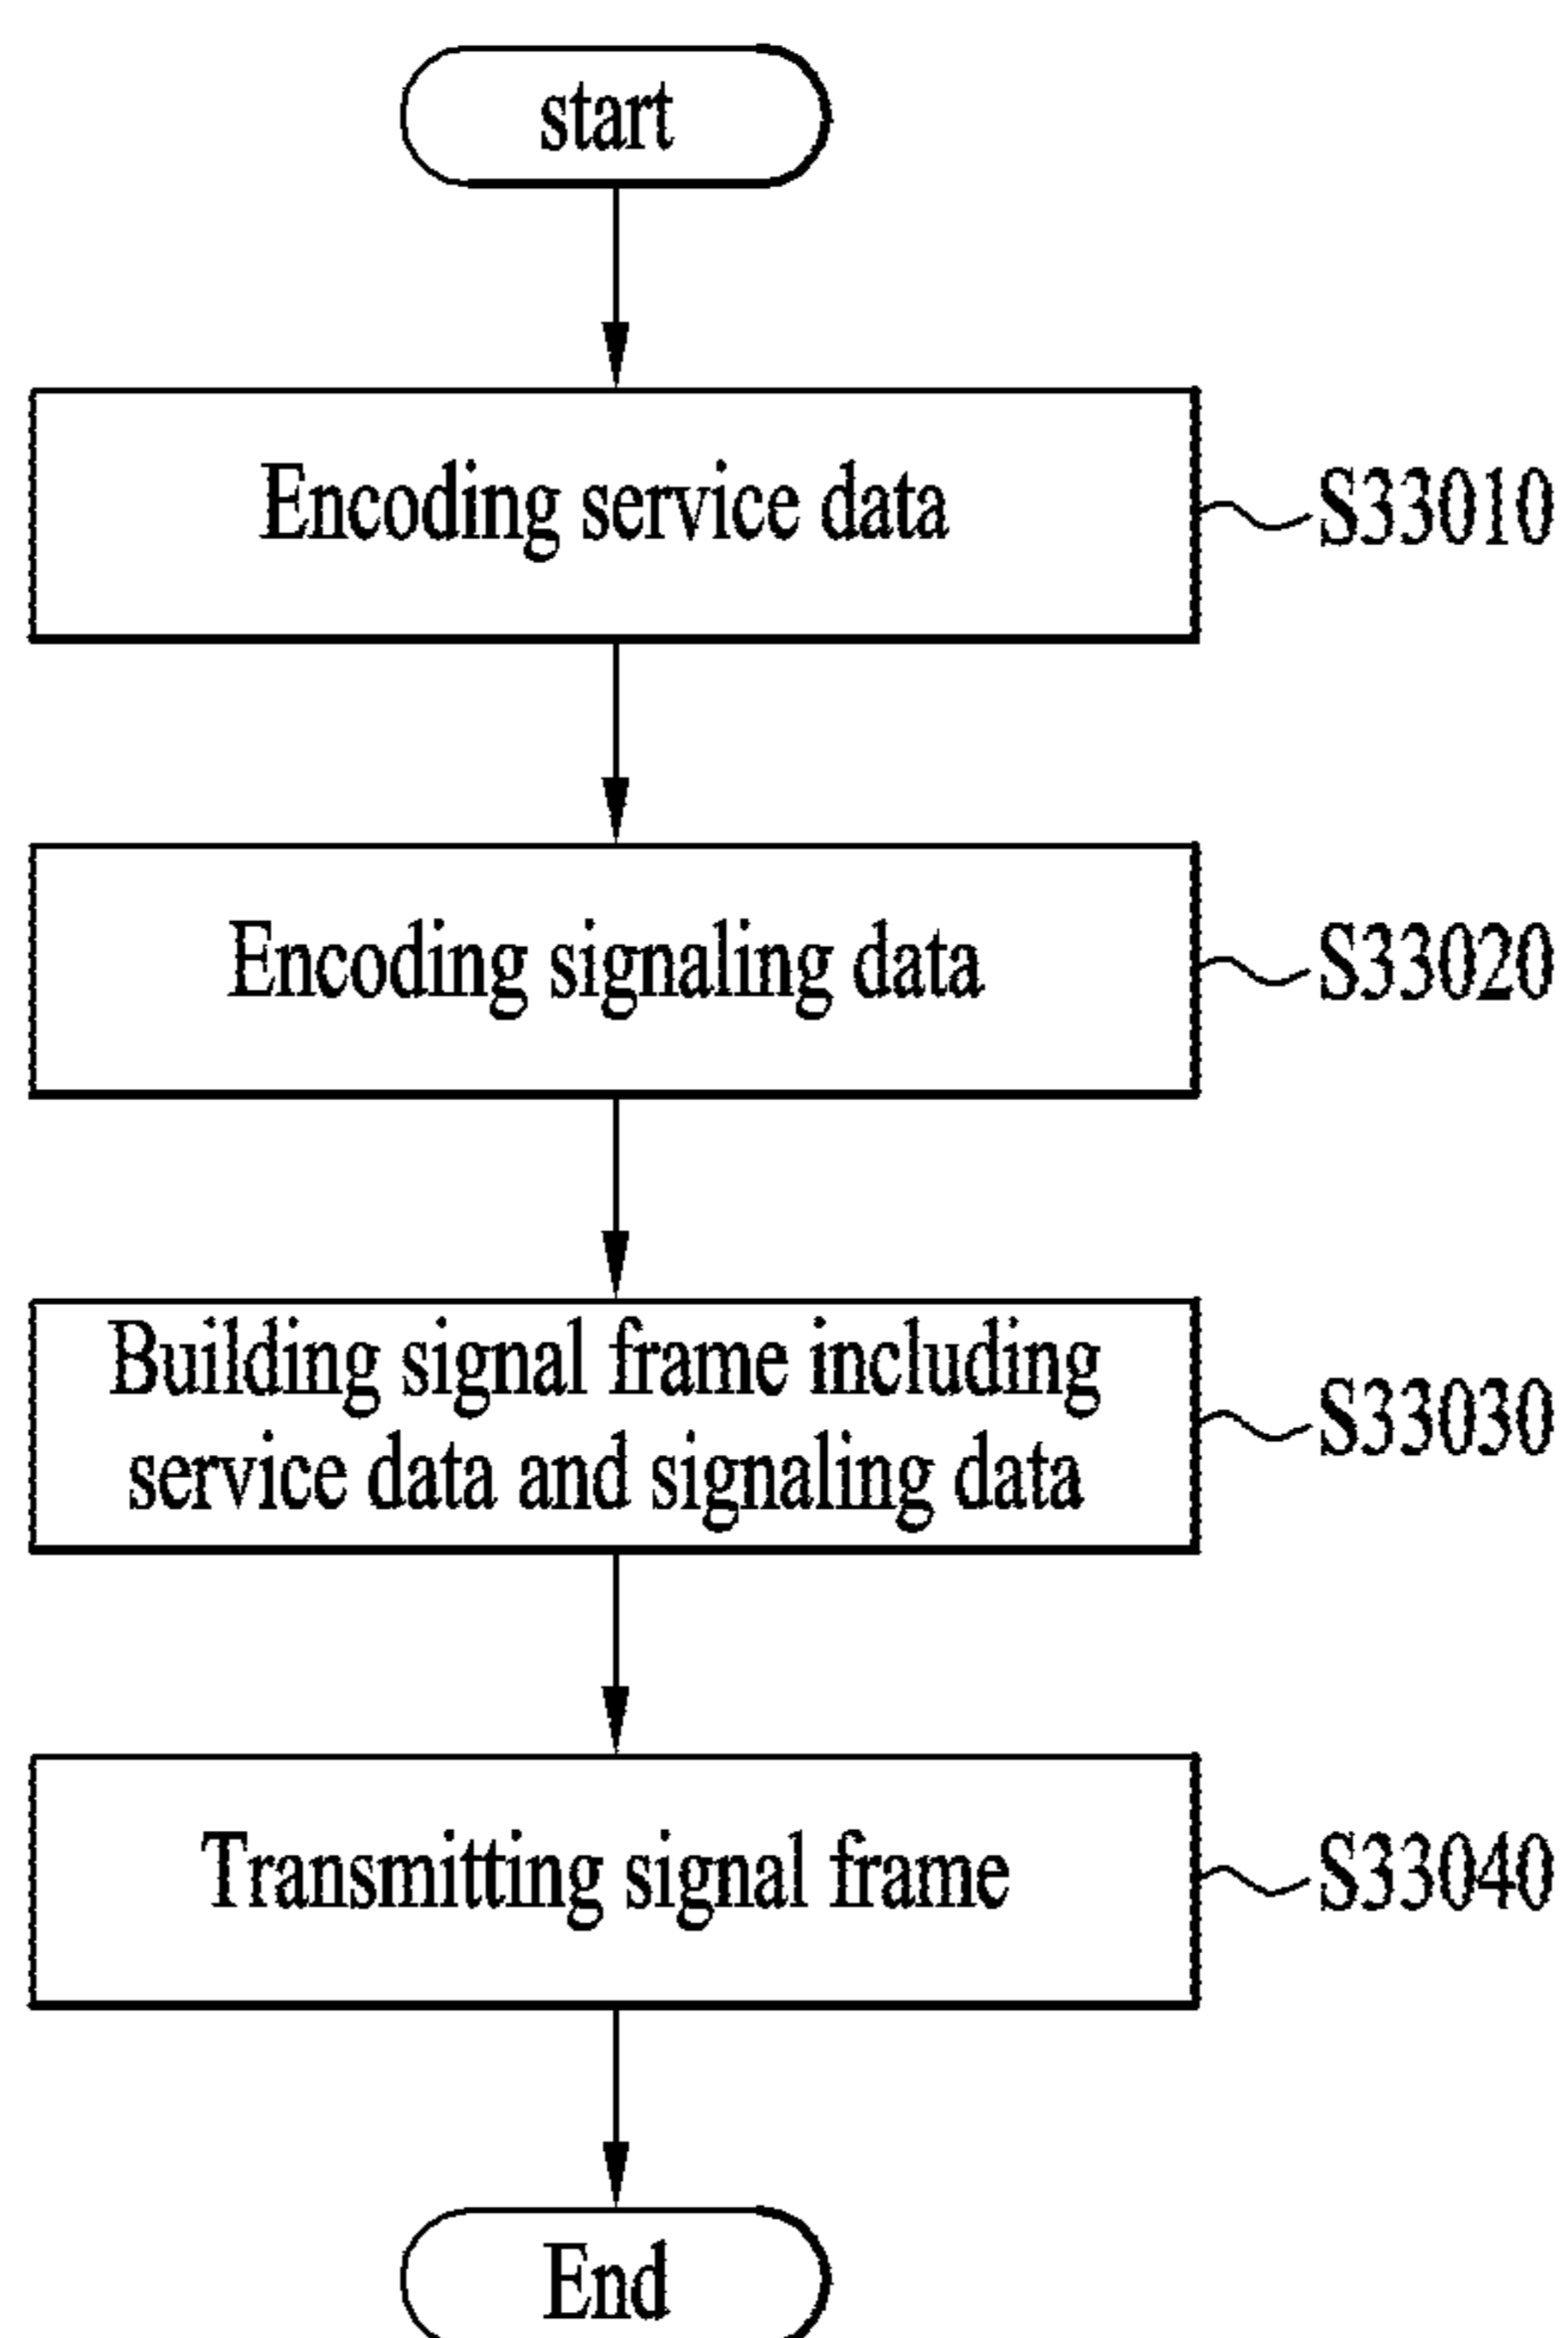 start
Encoding service data
S33010
Encoding signaling data
S33020
Building signal frame including
service data and signaling data
S33030
Transmitting signal frame
S33040
End